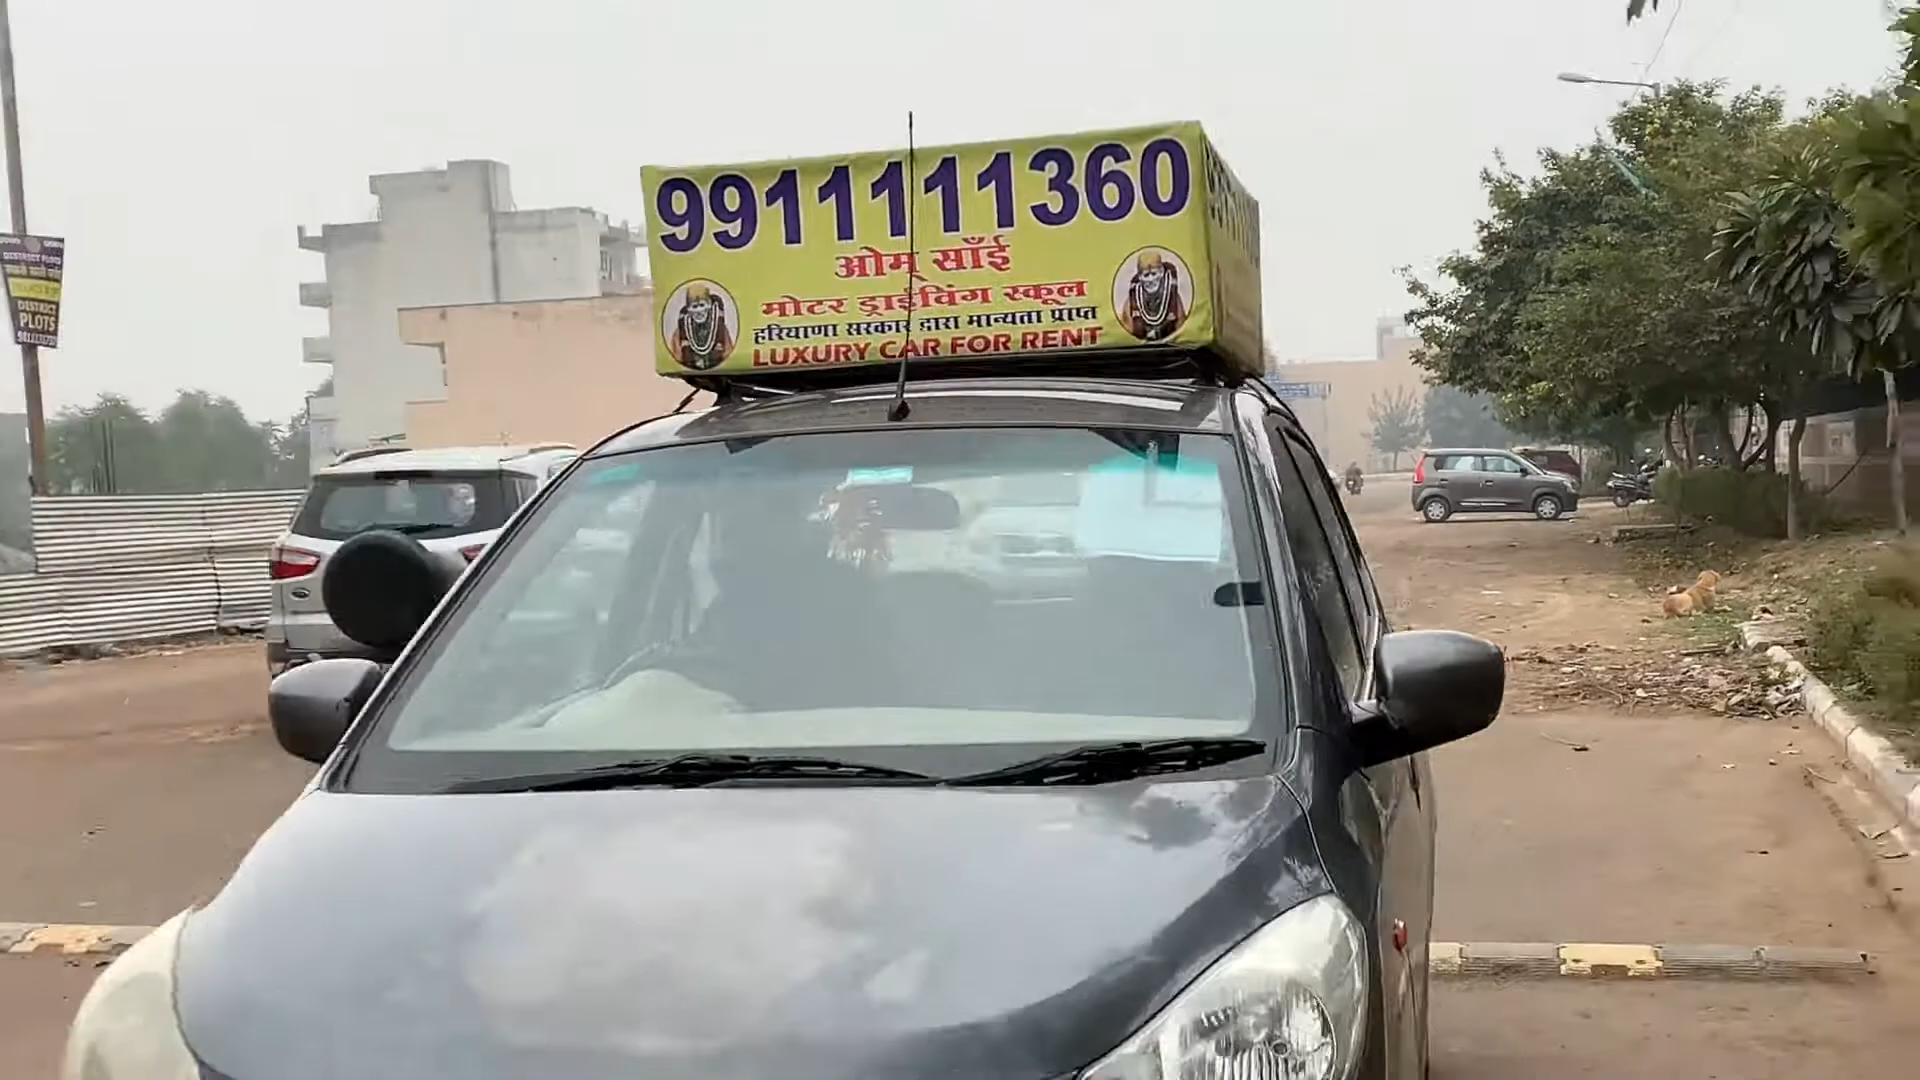 9911111360
ओम् साँई
मोटर ड्राईविंग स्कूल
हरियाणा सरकार द्वारा मान्यता प्राप्त
LUXURY CAR FOR RENT
DISTRICT PLOTS
DISTRICT
PLOTS